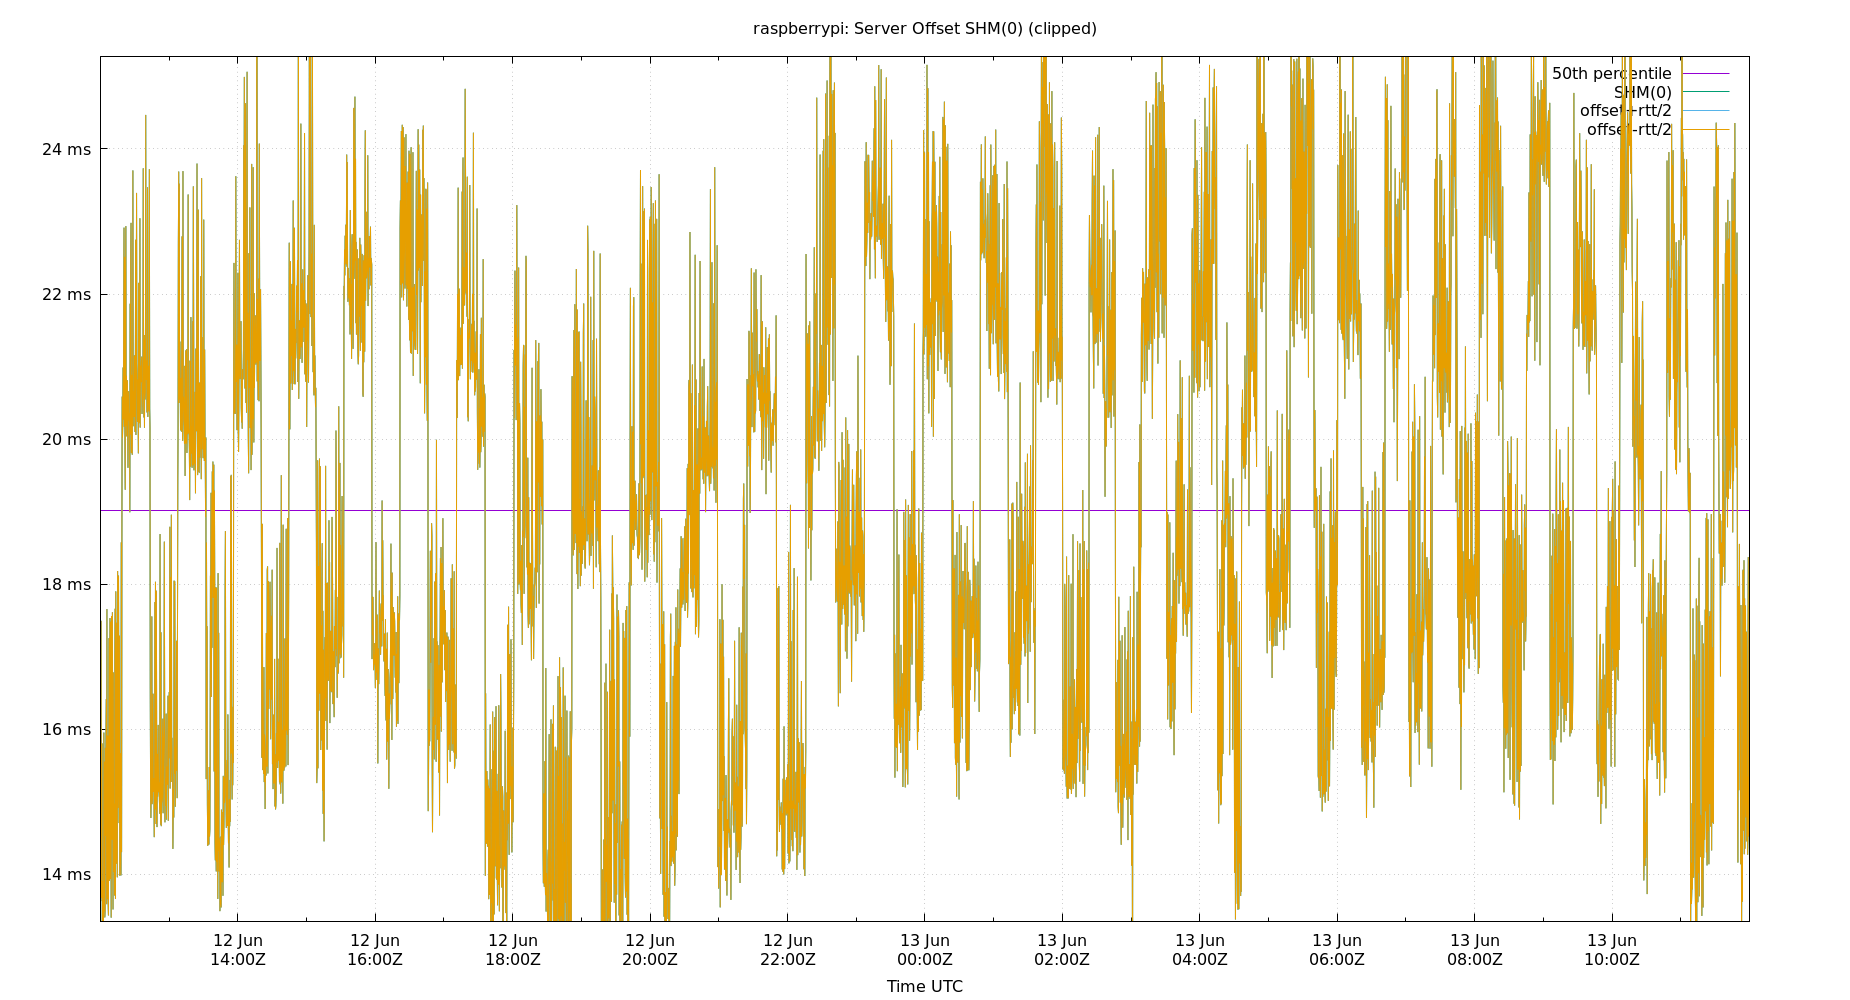 raspberrypi: Server Offset SHM(0) (clipped)
50th percentile
SHM(0)
offset+rtt/2
offset-rtt/2
24 ms
22 ms
20 ms
18 ms
16 ms
14 ms
12 Jun 12 Jun 12 Jun 12 Jun 12 Jun 13 Jun 13 Jun 13 Jun 13 Jun 13 Jun 13 Jun
14:00Z 16:00Z 18:00Z 20:00Z 22:00Z 00:00Z 02:00Z 04:00Z 06:00Z 08:00Z 10:00Z
Time UTC